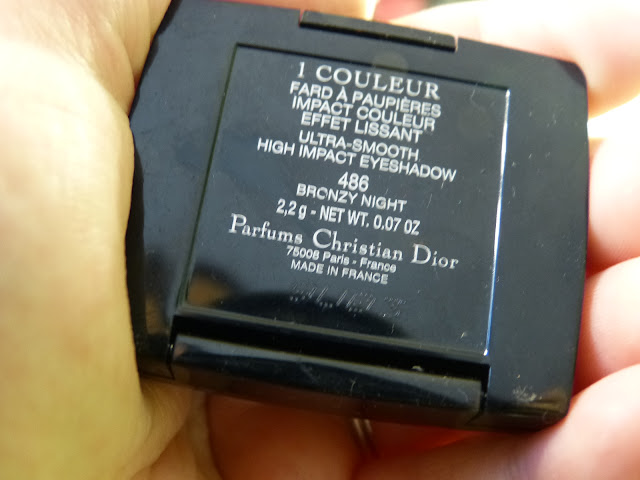 1 COULEUR
FARD À PAUPIÈRES
IMPACT COULEUR
EFFET LISSANT
ULTRA-SMOOTH
HIGH IMPACT EYESHADOW
486
BRONZY NIGHT
2,2 g - NET WT. 0.07 OZ
Parfums Christian Dior
75008 Paris - France
MADE IN FRANCE